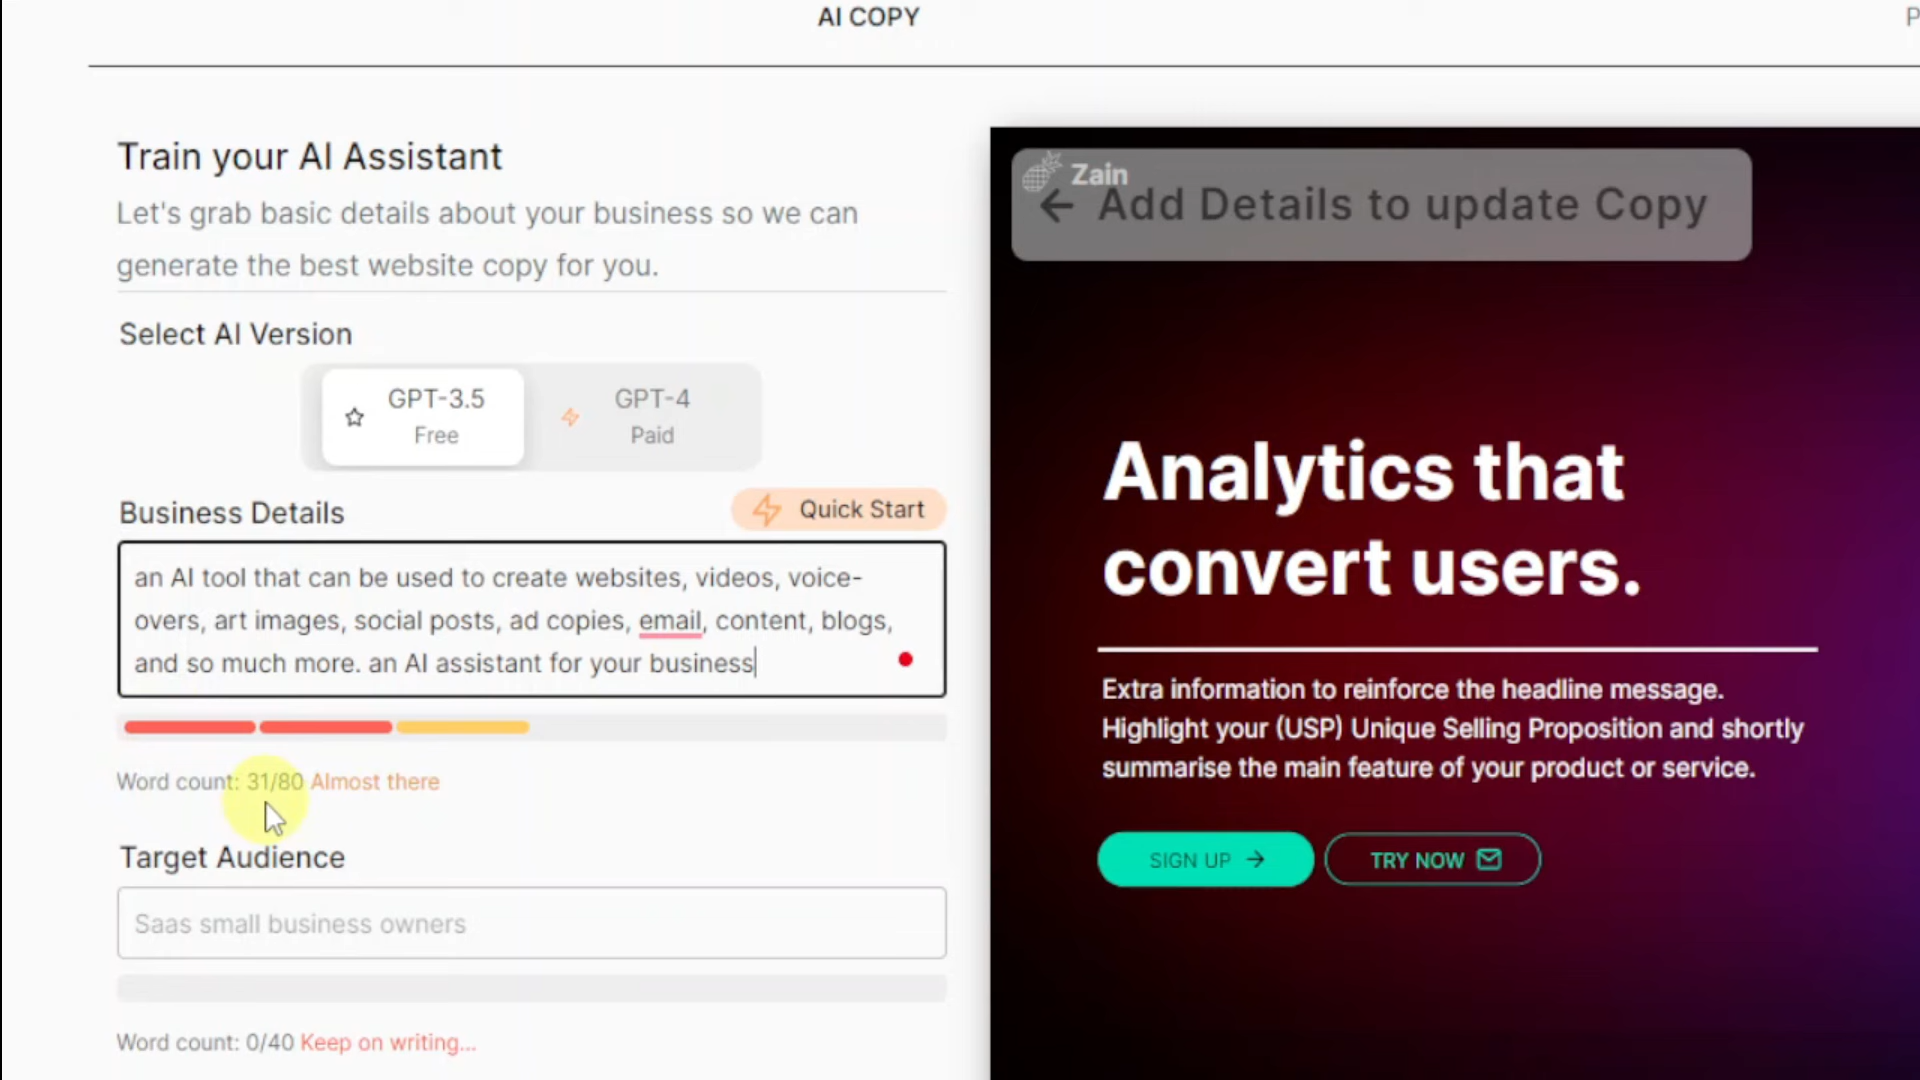 AI COPY
P
Train your AI Assistant
Let's grab basic details about your business so we can
generate the best website copy for you.
Select AI Version
GPT-3.5
Free
GPT-4
Paid
Business Details
Quick Start
an AI tool that can be used to create websites, videos, voice-
overs, art images, social posts, ad copies, email, content, blogs,
and so much more. an AI assistant for your business
Word count: 31/80 Almost there
Target Audience
Saas small business owners
Word count: 0/40 Keep on writing...
Zain
Add Details to update Copy
Analytics that
convert users.
Extra information to reinforce the headline message.
Highlight your (USP) Unique Selling Proposition and shortly
summarise the main feature of your product or service.
SIGN UP
TRY NOW